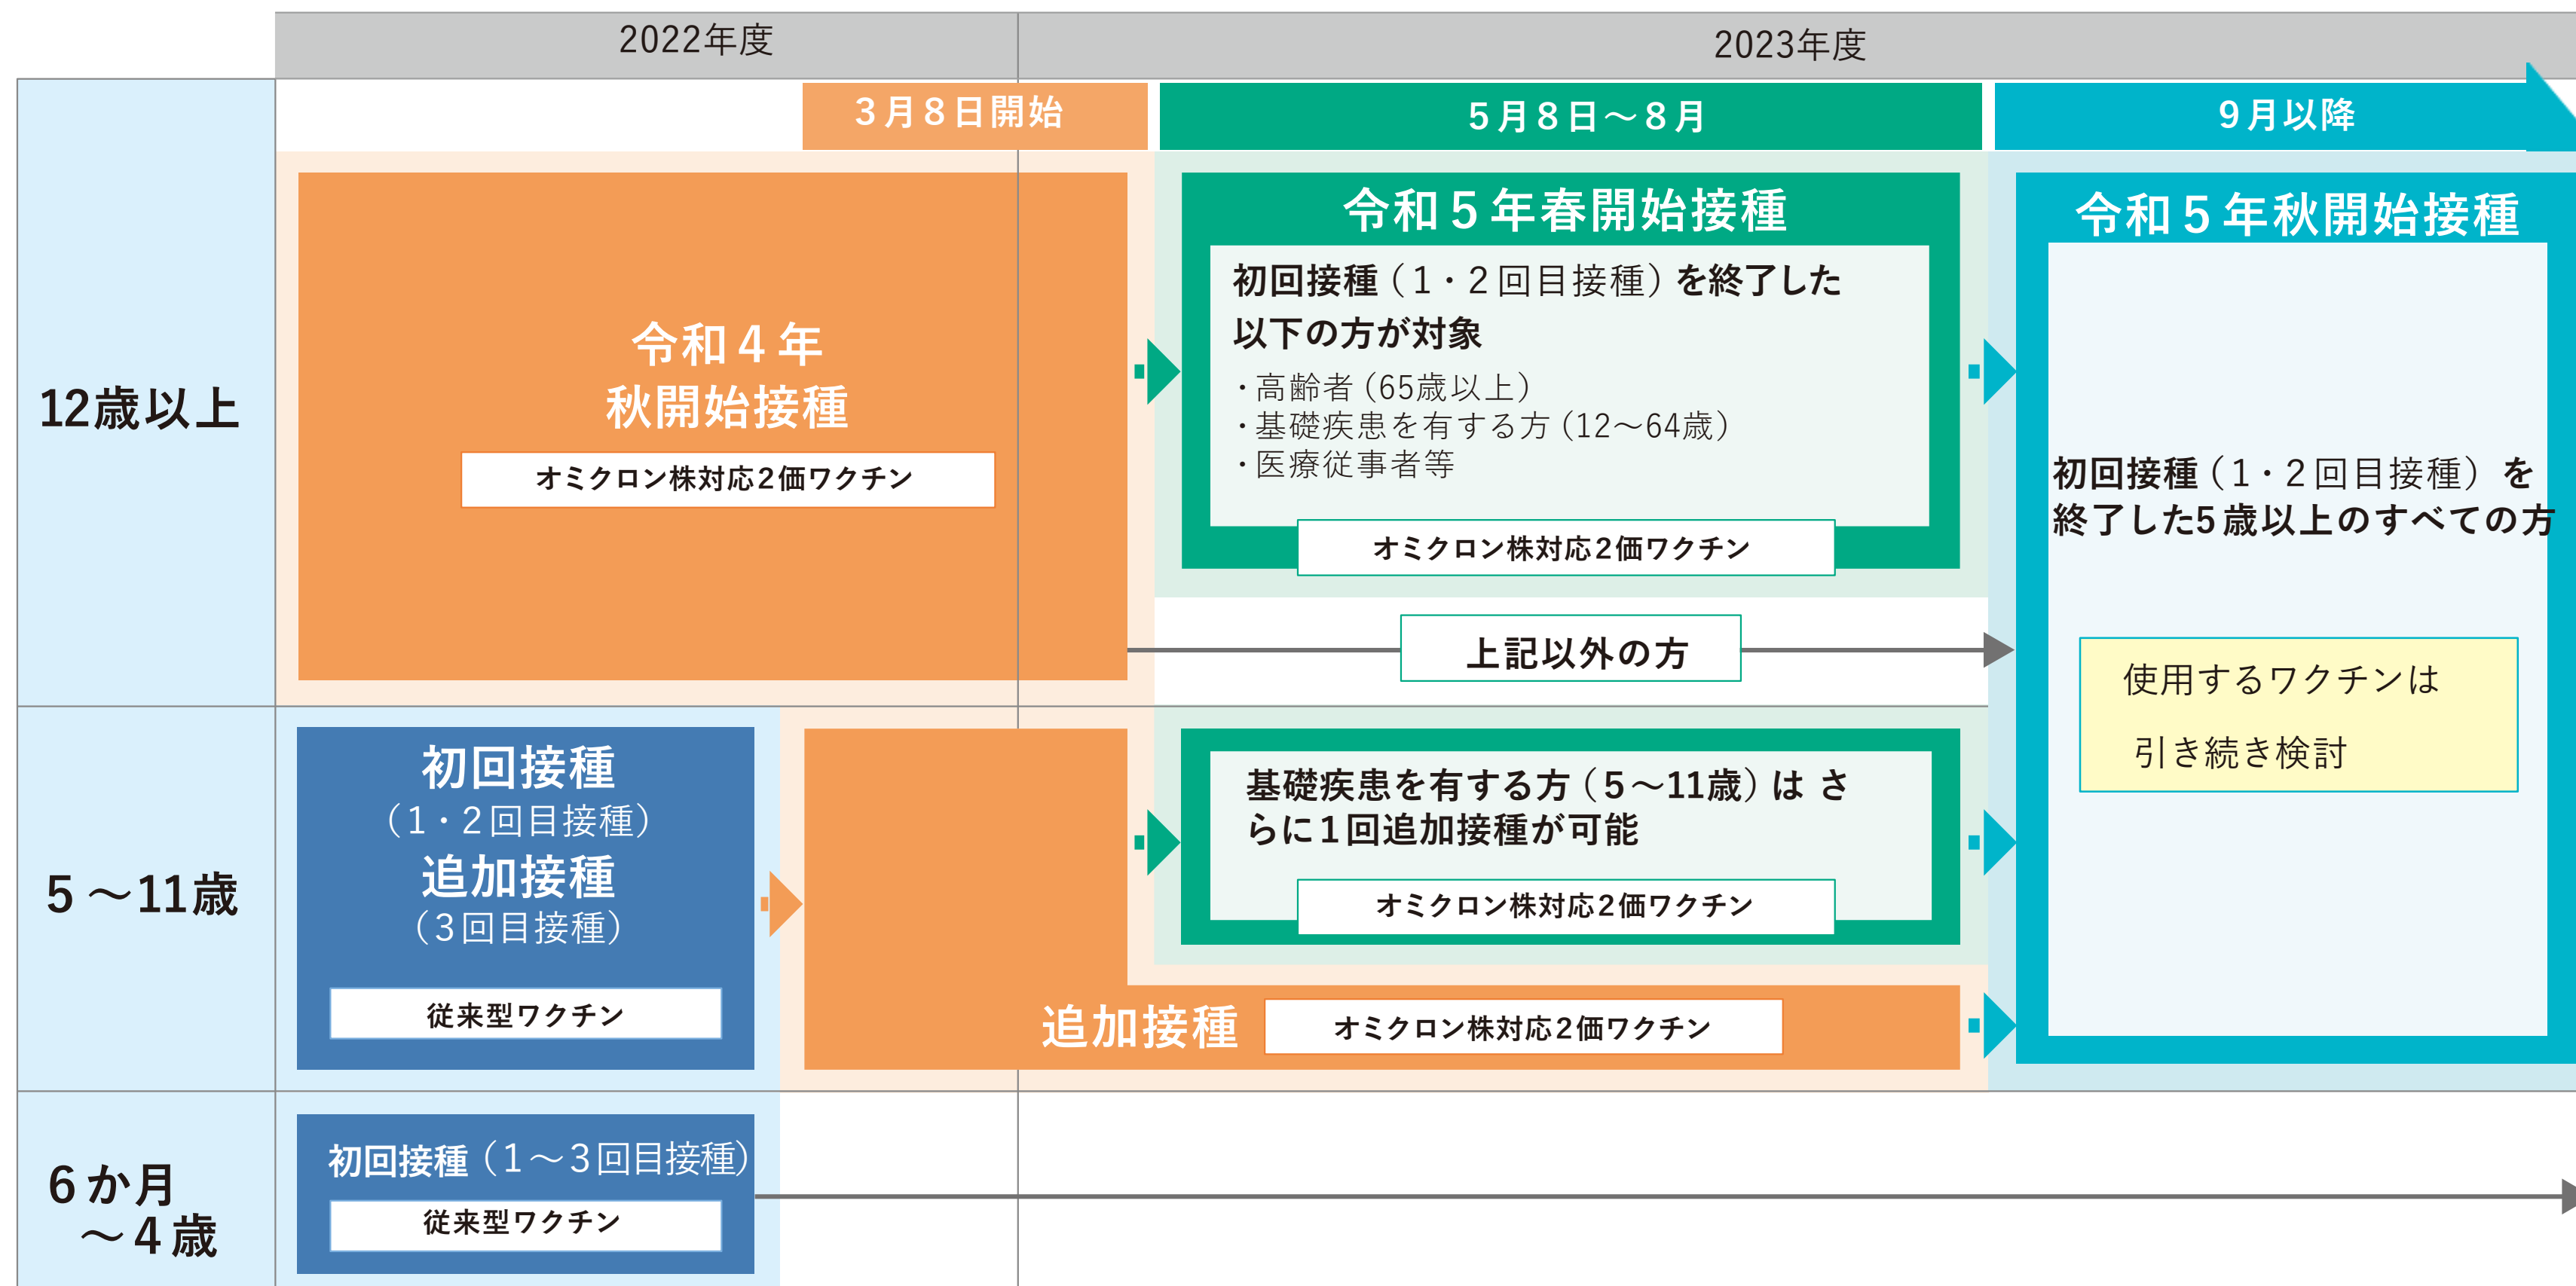 2022年度
2023年度
3月8日開始
5月8日～8月
9月以降
12歳以上
令和4年
秋開始接種
オミクロン株対応2価ワクチン
令和5年春開始接種
初回接種（1・2回目接種）を終了した
以下の方が対象
・高齢者（65歳以上）
・基礎疾患を有する方（12～64歳）
・医療従事者等
オミクロン株対応2価ワクチン
上記以外の方
令和5年秋開始接種
初回接種（1・2回目接種）を
終了した5歳以上のすべての方
使用するワクチンは
引き続き検討
5～11歳
初回接種
（1・2回目接種）
追加接種
（3回目接種）
従来型ワクチン
基礎疾患を有する方（5～11歳）は さ
らに1回追加接種が可能
オミクロン株対応2価ワクチン
追加接種 オミクロン株対応2価ワクチン
6か月
～4歳
初回接種（1～3回目接種）
従来型ワクチン